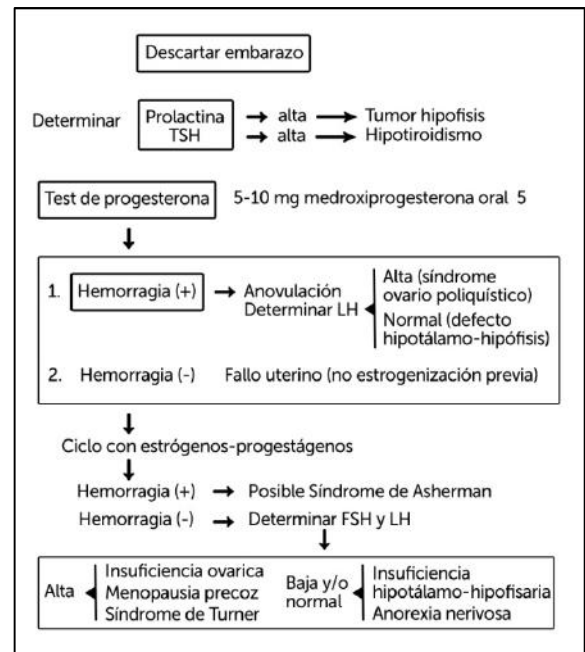 Descartar embarazo
Determinar Prolactina → alta → Tumor hipofisis
TSH → alta → Hipotiroidismo
Test de progesterona 5-10 mg medroxiprogesterona oral 5
1. Hemorragia (+) → Anovulación
Determinar LH
Alta (síndrome
ovario poliquístico)
Normal (defecto
hipotálamo-hipófisis)
2. Hemorragia (-) Fallo uterino (no estrogenización previa)
Ciclo con estrógenos-progestágenos
Hemorragia (+) → Posible Síndrome de Asherman
Hemorragia (-) → Determinar FSH y LH
Alta
Insuficiencia ovarica
Menopausia precoz
Síndrome de Turner
Baja y/o
normal
Insuficiencia
hipotálamo-hipofisaria
Anorexia nerviosa